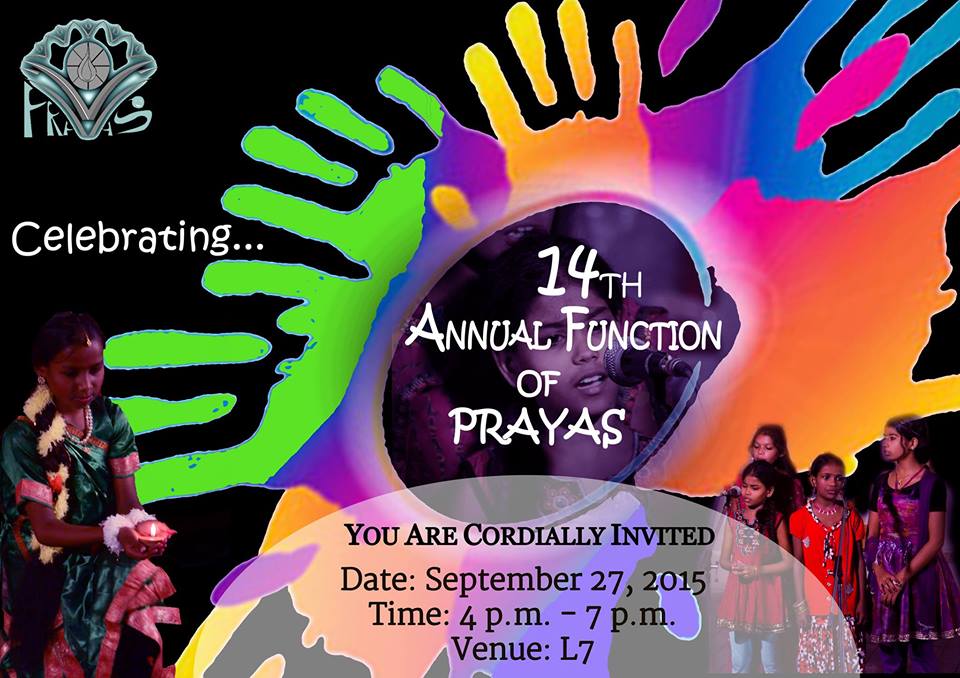 PRAYAS
Celebrating...
14TH
ANNUAL FUNCTION
OF
PRAYAS
YOU ARE CORDIALLY INVITED
Date: September 27, 2015
Time: 4 p.m. - 7 p.m.
Venue: L7